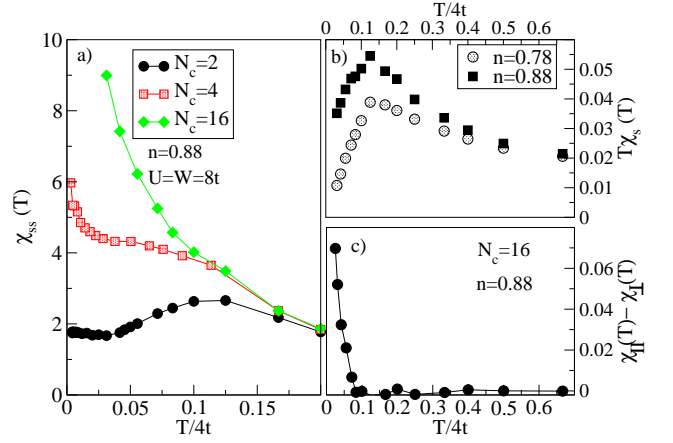 a)
N_c=2
N_c=4
N_c=16
n=0.88
U=W=8t
χ_ss (T)
0
2
4
6
8
10
0
0.05
0.1
0.15
T/4t
T/4t
0 0.1 0.2 0.3 0.4 0.5 0.6
b)
n=0.78
n=0.88
0
0.01
0.02
0.03
0.04
0.05
Tχ_s (T)
c)
N_c=16
n=0.88
0
0.02
0.04
0.06
0 0.1 0.2 0.3 0.4 0.5 0.6
T/4t